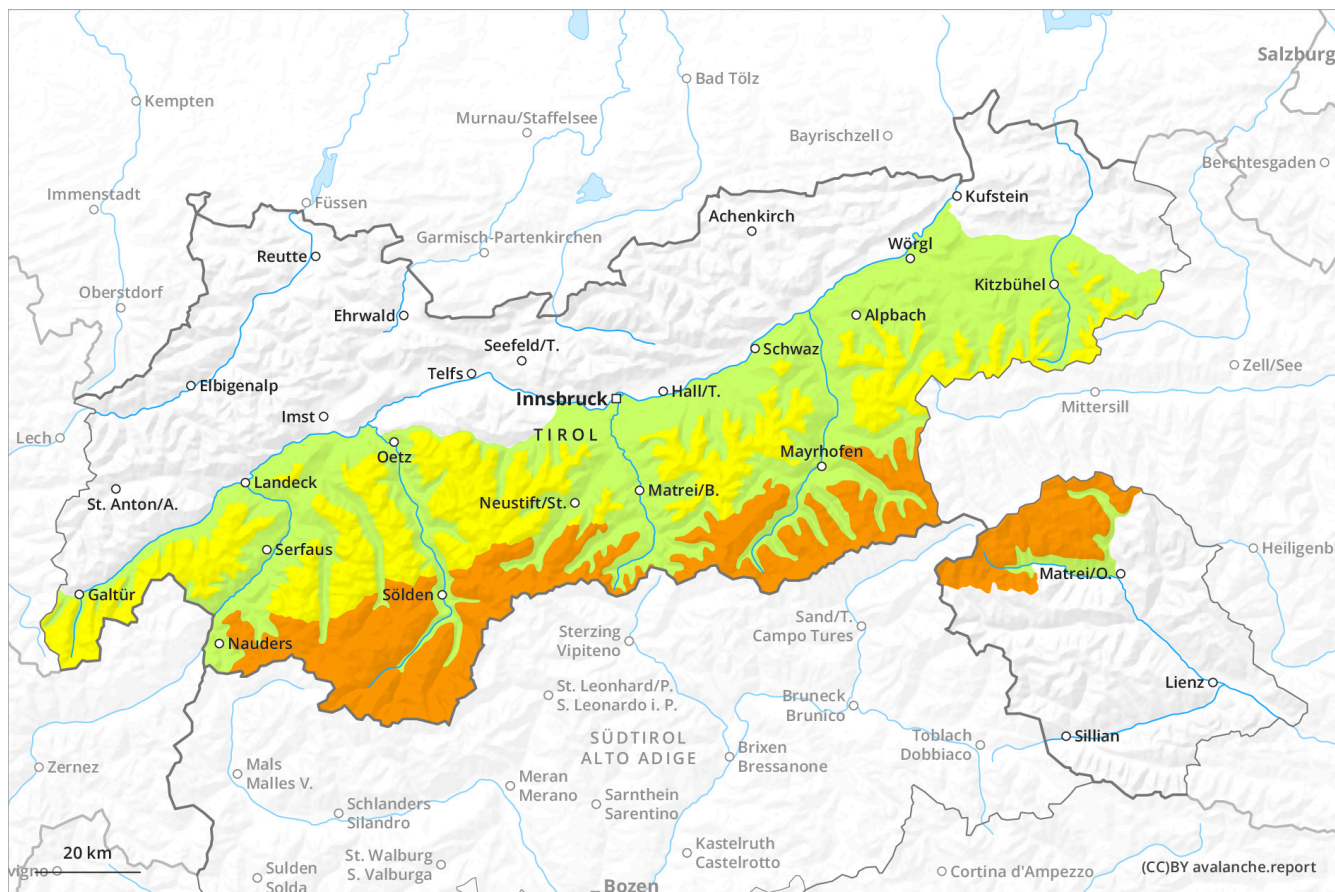 Salzburg
Bad Tölz
Kempten
Murnau/Staffelsee
Bayrischzell
Berchtesgaden
Immenstadt
Füssen
Kufstein
Achenkirch
Garmisch-Partenkirchen
Wörgl
Reutte
Kitzbühel
Oberstdorf
Ehrwald
Alpbach
Seefeld/T.
Schwaz
Zell/See
Telfs
Elbigenalp
Innsbruck
Hall/T.
Mittersill
Imst
Lech
TIROL
Oetz
Mayrhofen
Landeck
Matrei/B.
St. Anton/A.
Neustift/St.
Serfaus
Heiligenb
Matrei/O.
Galtür
Sölden
Sand/T.
Campo Tures
Sterzing
Vipiteno
Nauders
Lienz
St. Leonhard/P.
S. Leonardo i. P.
Bruneck
Brunico
SÜDTIROL
ALTO ADIGE
Sillian
Toblach
Dobbiaco
Brixen
Bressanone
Zernez
Mals
Malles V.
Meran
Merano
Sarnthein
Sarentino
Schlanders
Silandro
Kastelruth
Castelrotto
20 km
vigno
St. Walburg
S. Valburga
Sulden
Solda
Cortina d'Ampezzo
(CC)BY avalanche.report
Bozen